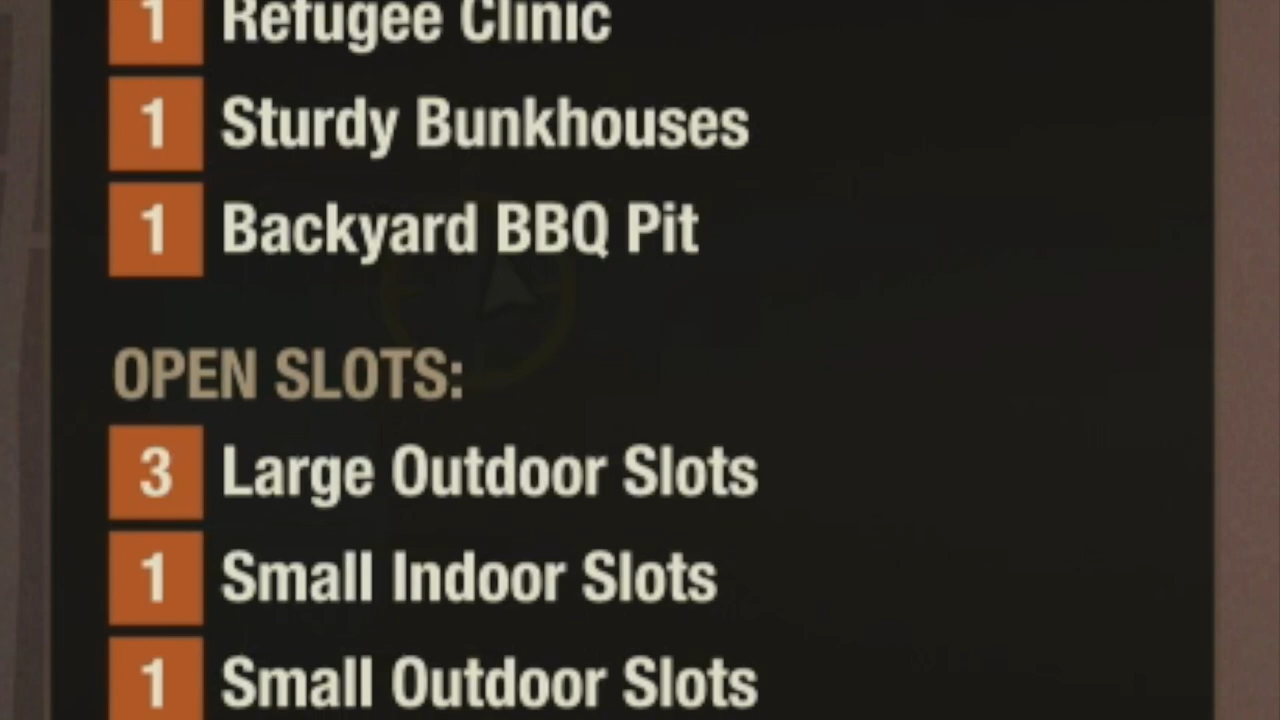 1 Refugee Clinic
1 Sturdy Bunkhouses
1 Backyard BBQ Pit
OPEN SLOTS:
3 Large Outdoor Slots
1 Small Indoor Slots
1 Small Outdoor Slots